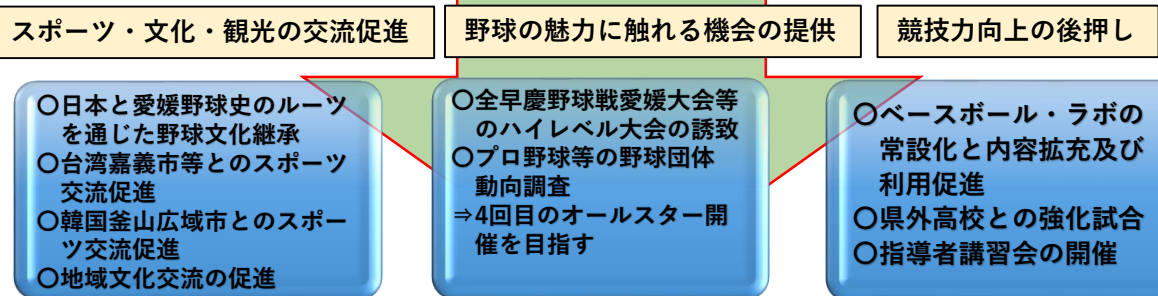 スポーツ・文化・観光の交流促進
野球の魅力に触れる機会の提供
競技力向上の後押し
〇日本と愛媛野球史のルーツ
を通じた野球文化継承
〇台湾嘉義市等とのスポーツ
交流促進
〇韓国釜山広域市とのスポー
ツ交流促進
〇地域文化交流の促進
〇全早慶野球戦愛媛大会等
のハイレベル大会の誘致
〇プロ野球等の野球団体
動向調査
⇒4回目のオールスター開
催を目指す
〇ベースボール・ラボの
常設化と内容拡充及び
利用促進
〇県外高校との強化試合
〇指導者講習会の開催